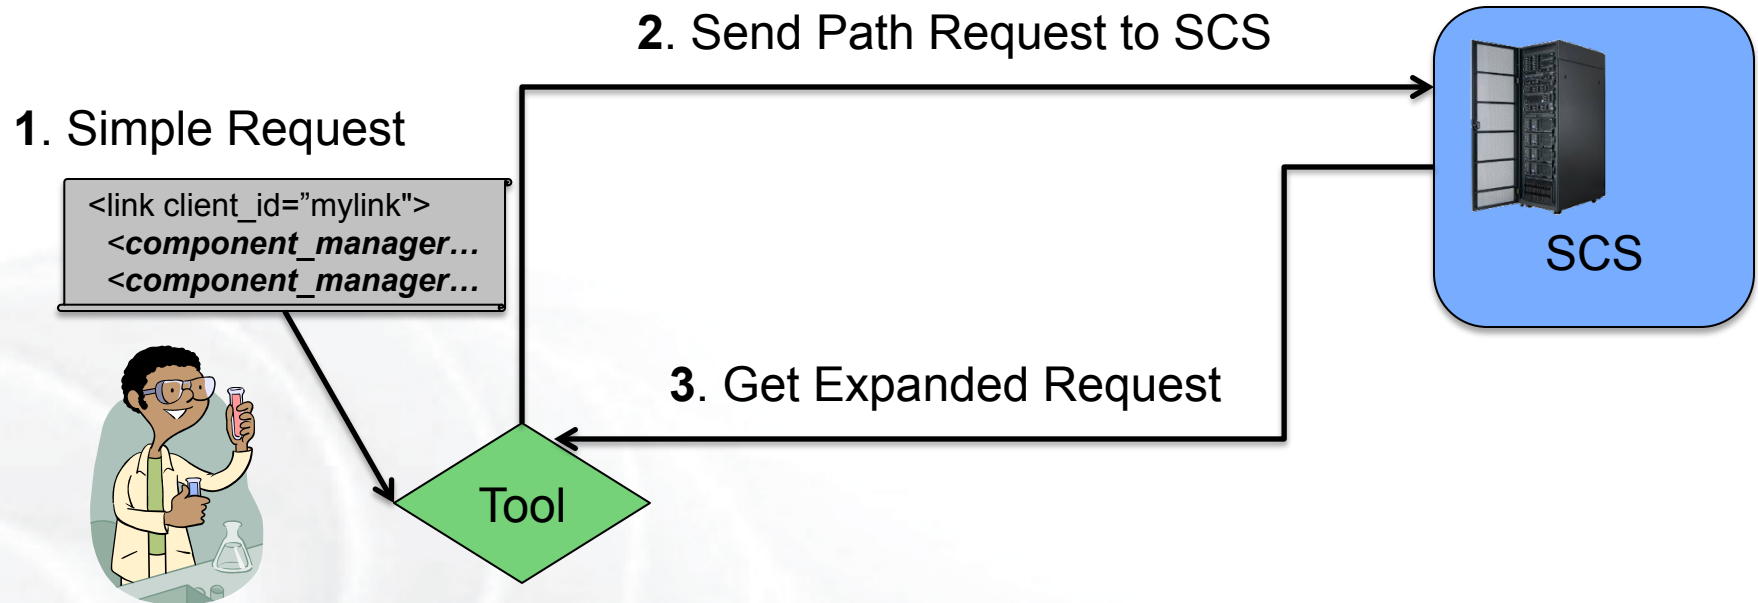 2. Send Path Request to SCS
1. Simple Request
<link client_id=”mylink">
<component_manager…
<component_manager…
SCS
3. Get Expanded Request
Tool